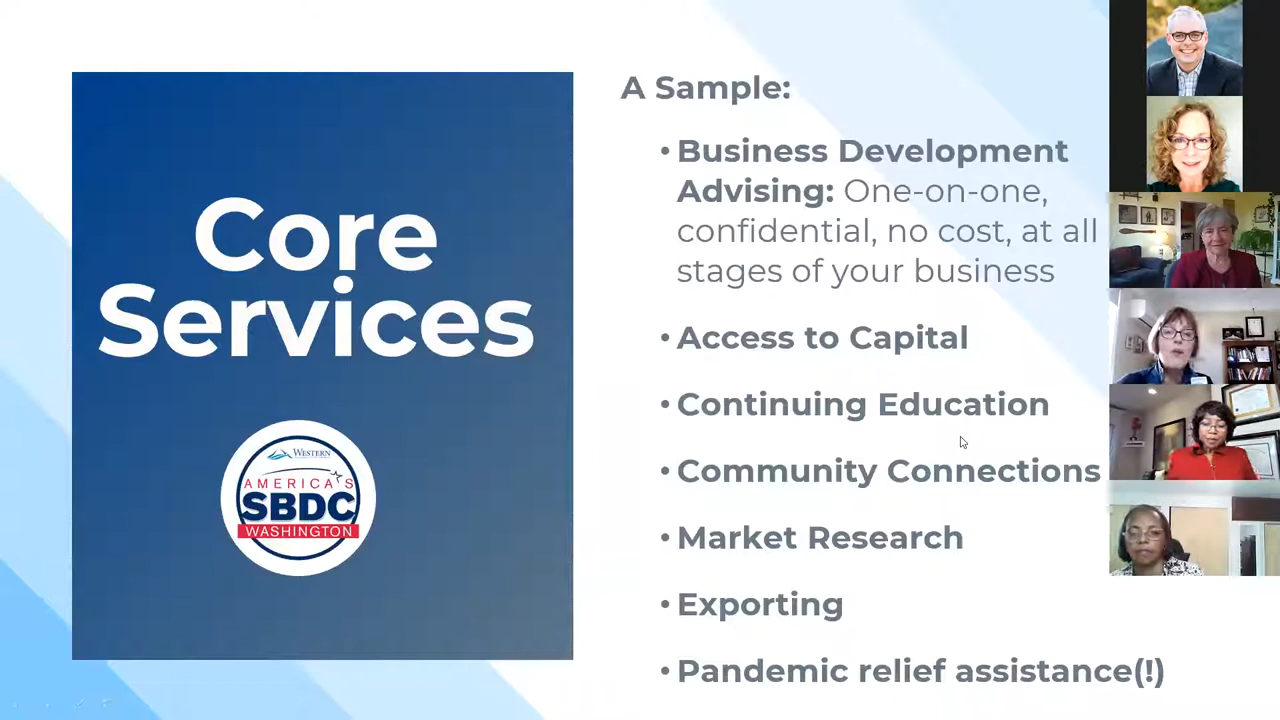 Core
Services
WESTERN
AMERICA'S
SBDC
WASHINGTON
A Sample:
• Business Development
Advising: One-on-one,
confidential, no cost, at all
stages of your business
• Access to Capital
• Continuing Education
• Community Connections
• Market Research
• Exporting
• Pandemic relief assistance(!)